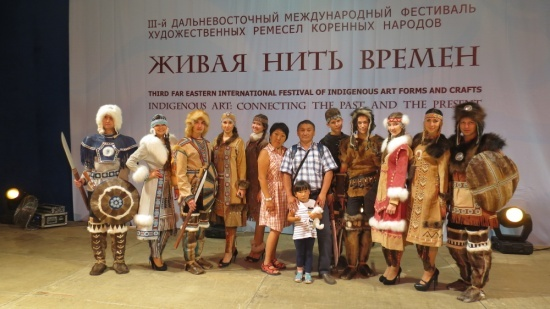 III-й ДАЛЬНЕВОСТОЧНЫЙ МЕЖДУНАРОДНЫЙ ФЕСТИВАЛЬ
ХУДОЖЕСТВЕННЫХ РЕМЕСЕЛ КОРЕННЫХ НАРОДОВ
ЖИВАЯ НИТЬ ВРЕМЕН
THIRD FAR EASTERN INTERNATIONAL FESTIVAL OF INDIGENOUS ART FORMS AND CRAFTS
INDIGENOUS ART: CONNECTING THE PAST AND THE PRESENT